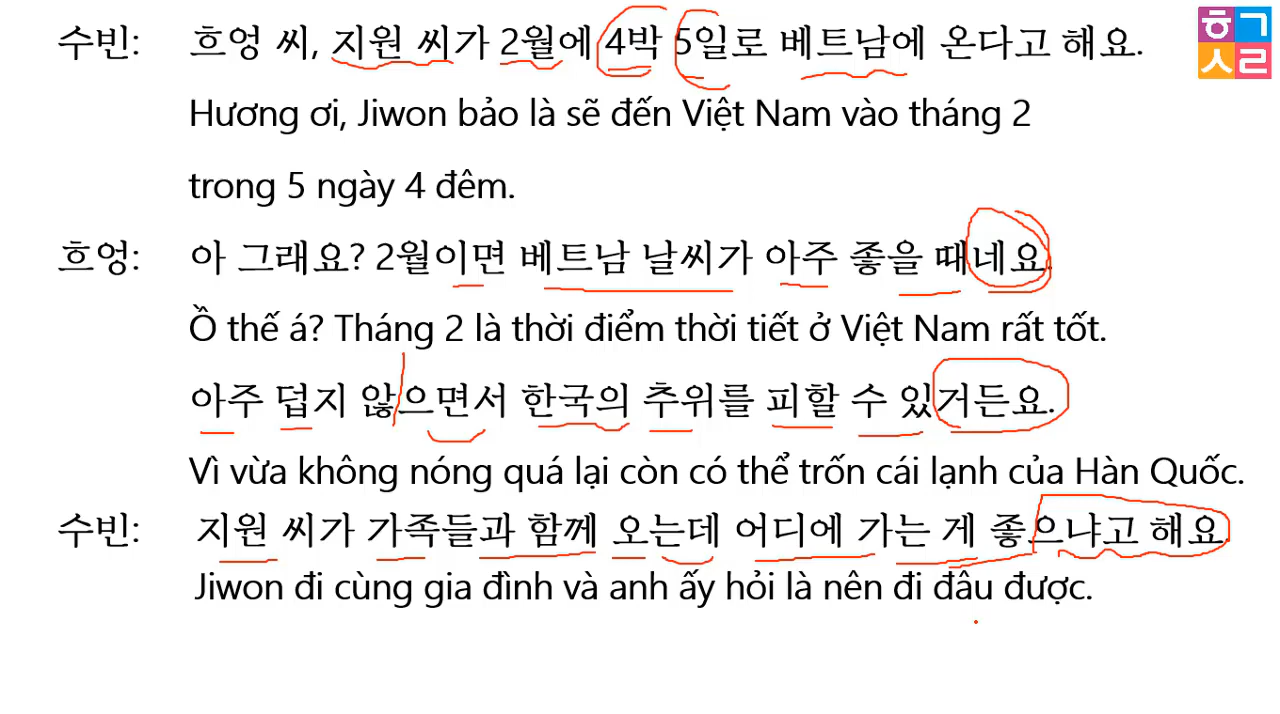 수빈: 흐엉 씨, 지원 씨가 2월에 4박 5일로 베트남에 온다고 해요.
Hương ơi, Jiwon bảo là sẽ đến Việt Nam vào tháng 2
trong 5 ngày 4 đêm.
흐엉: 아 그래요? 2월이면 베트남 날씨가 아주 좋을 때네요.
Ồ thế á? Tháng 2 là thời điểm thời tiết ở Việt Nam rất tốt.
아주 덥지 않으면서 한국의 추위를 피할 수 있거든요.
Vì vừa không nóng quá lại còn có thể trốn cái lạnh của Hàn Quốc.
수빈: 지원 씨가 가족들과 함께 오는데 어디에 가는 게 좋으냐고 해요.
Jiwon đi cùng gia đình và anh ấy hỏi là nên đi đâu được.
ㅎㄱ
ㅅㄹ